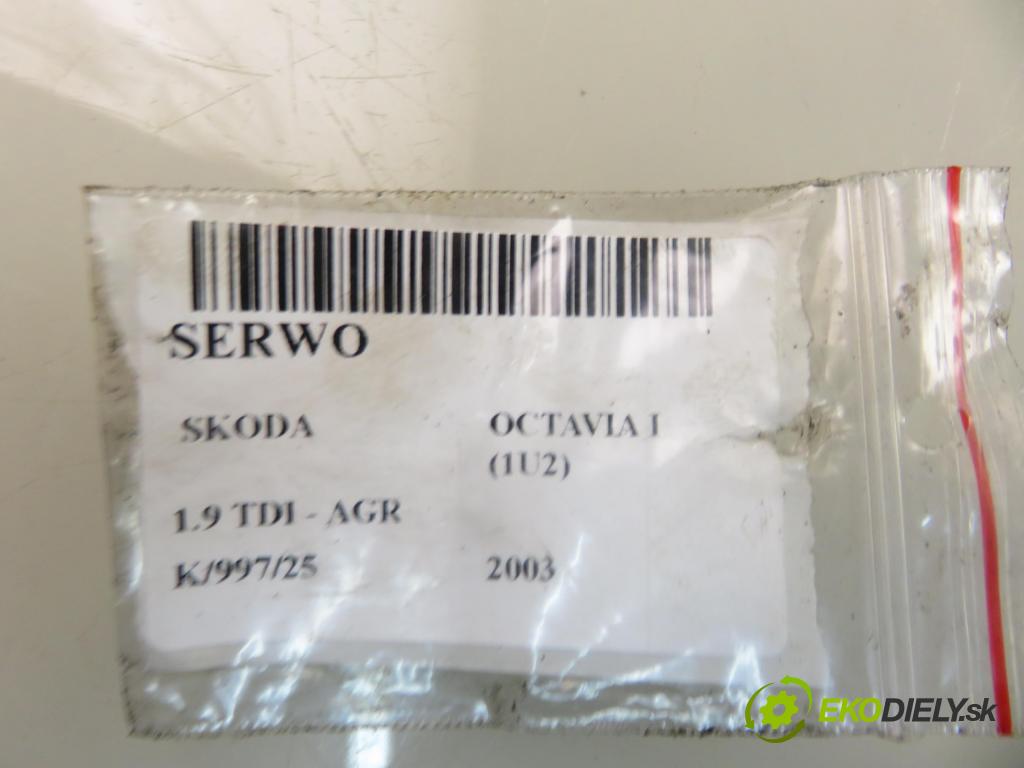 SERWO
SKODA OCTAVIA I
(1U2)
1.9 TDI - AGR
K/997/25 2003
EKODIELY.sk